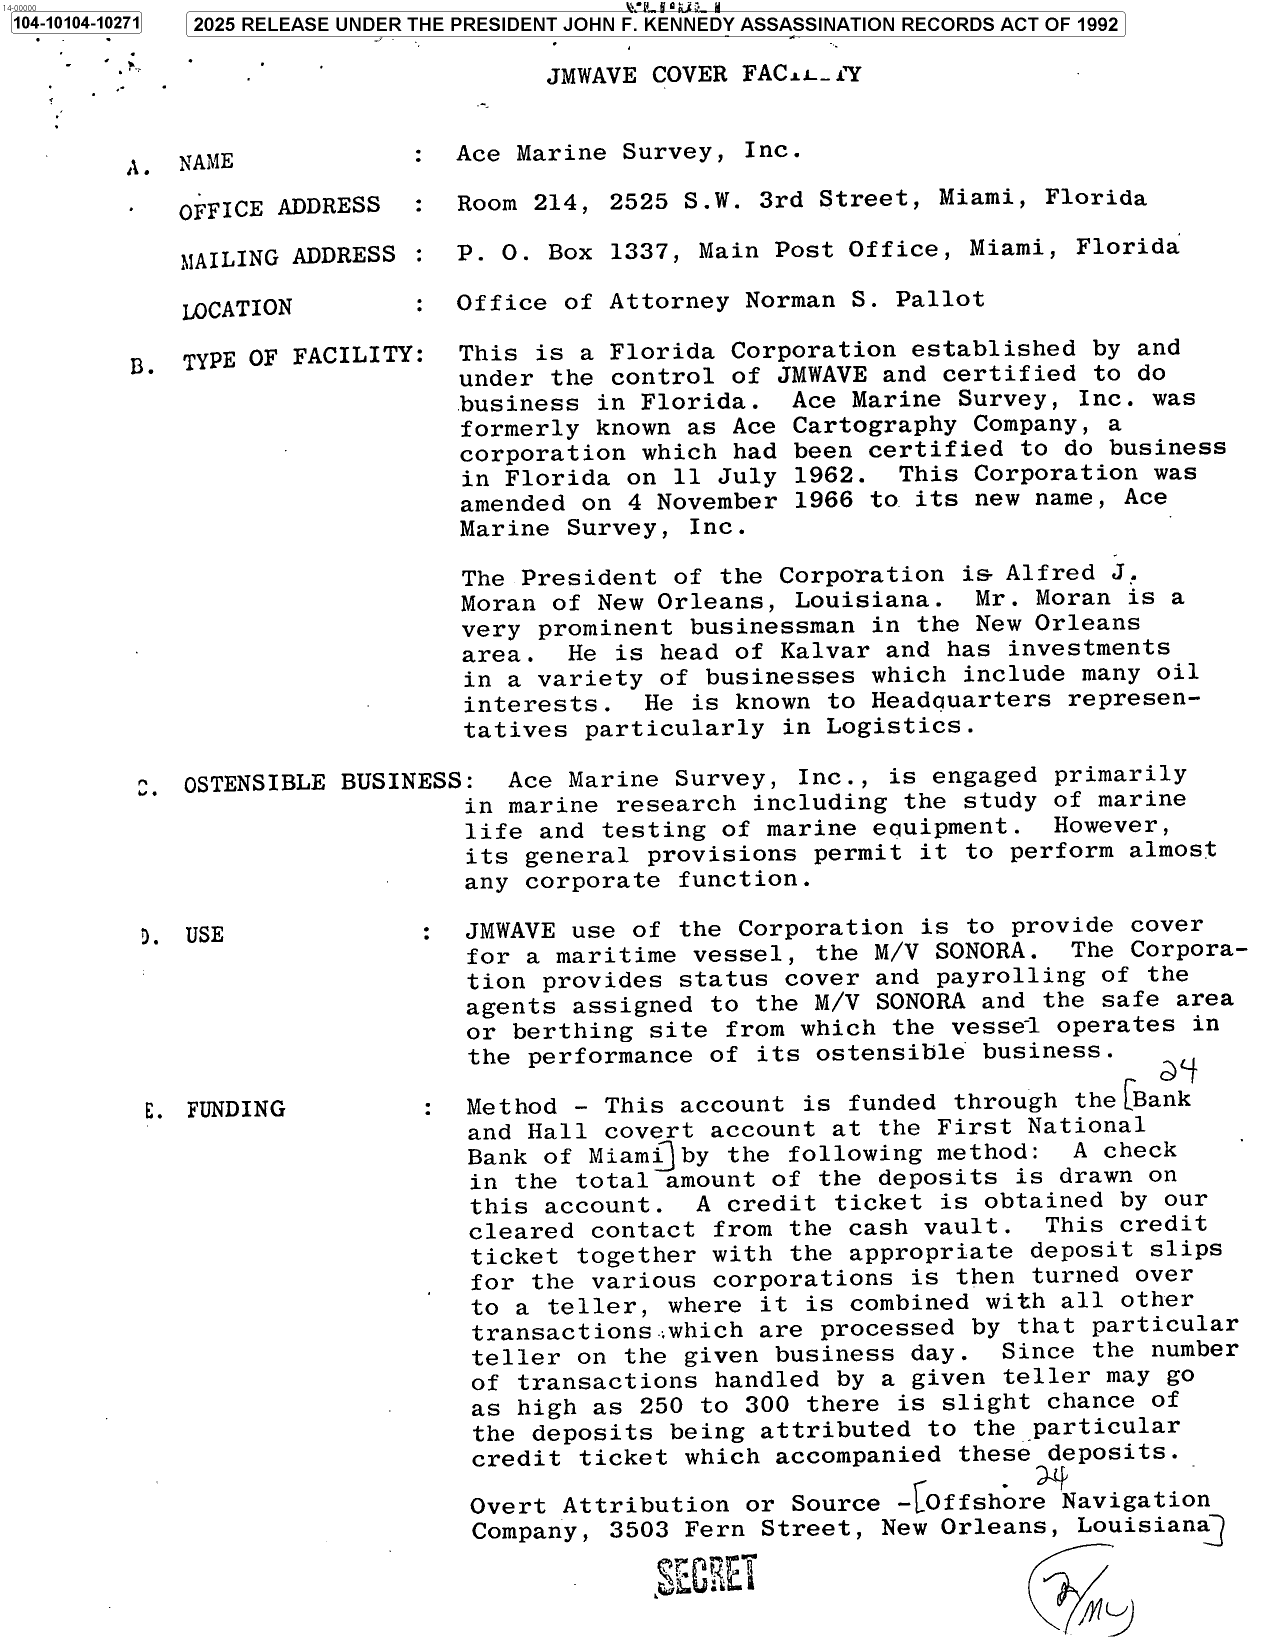 14-00000
104-10104-10271
2025 RELEASE UNDER THE PRESIDENT JOHN F. KENNEDY ASSASSINATION RECORDS ACT OF 1992
JMWAVE COVER
A. NAME : Ace Marine Survey, Inc.
OFFICE ADDRESS : Room 214, 2525 S.W. 3rd Street, Miami, Florida
MAILING ADDRESS : P. O. Box 1337, Main Post Office, Miami, Florida
LOCATION : Office of Attorney Norman S. Pallot
B. TYPE OF FACILITY: This is a Florida Corporation established by and
under the control of JMWAVE and certified to do
business in Florida. Ace Marine Survey, Inc. was
formerly known as Ace Cartography Company, a
corporation which had been certified to do business
in Florida on 11 July 1962. This Corporation was
amended on 4 November 1966 to its new name, Ace
Marine Survey, Inc.
The President of the Corporation is Alfred J.
Moran of New Orleans, Louisiana. Mr. Moran is a
very prominent businessman in the New Orleans
area. He is head of Kalvar and has investments
in a variety of businesses which include many oil
interests. He is known to Headquarters represen-
tatives particularly in Logistics.
C. OSTENSIBLE BUSINESS: Ace Marine Survey, Inc., is engaged primarily
in marine research including the study of marine
life and testing of marine equipment. However,
its general provisions permit it to perform almost
any corporate function.
D. USE : JMWAVE use of the Corporation is to provide cover
for a maritime vessel, the M/V SONORA. The Corpora-
tion provides status cover and payrolling of the
agents assigned to the M/V SONORA and the safe area
or berthing site from which the vessel operates in
the performance of its ostensible business.
24
E. FUNDING : Method - This account is funded through the [Bank
and Hall covert account at the First National
Bank of Miami] by the following method: A check
in the total amount of the deposits is drawn on
this account. A credit ticket is obtained by our
cleared contact from the cash vault. This credit
ticket together with the appropriate deposit slips
for the various corporations is then turned over
to a teller, where it is combined with all other
transactions which are processed by that particular
teller on the given business day. Since the number
of transactions handled by a given teller may go
as high as 250 to 300 there is slight chance of
the deposits being attributed to the particular
credit ticket which accompanied these deposits.
24
Overt Attribution or Source -[Offshore Navigation
Company, 3503 Fern Street, New Orleans, Louisiana]
SECRET